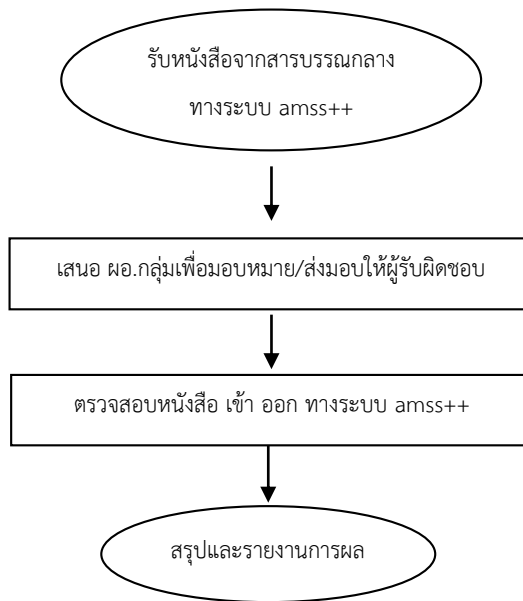 รับหนังสือจากสารบรรณกลาง
ทางระบบ amss++
เสนอ ผอ.กลุ่มเพื่อมอบหมาย/ส่งมอบให้ผู้รับผิดชอบ
ตรวจสอบหนังสือ เข้า ออก ทางระบบ amss++
สรุปและรายงานการผล